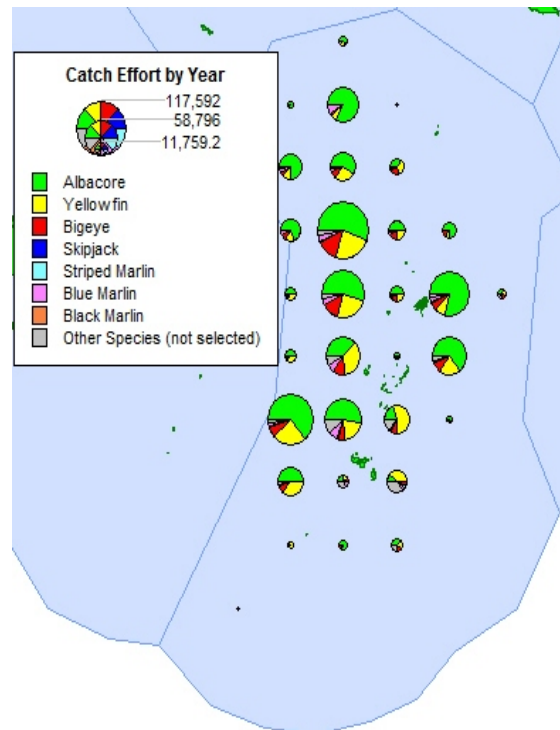 Catch Effort by Year
117,592
58,796
11,759.2
Albacore
Yellowfin
Bigeye
Skipjack
Striped Marlin
Blue Marlin
Black Marlin
Other Species (not selected)